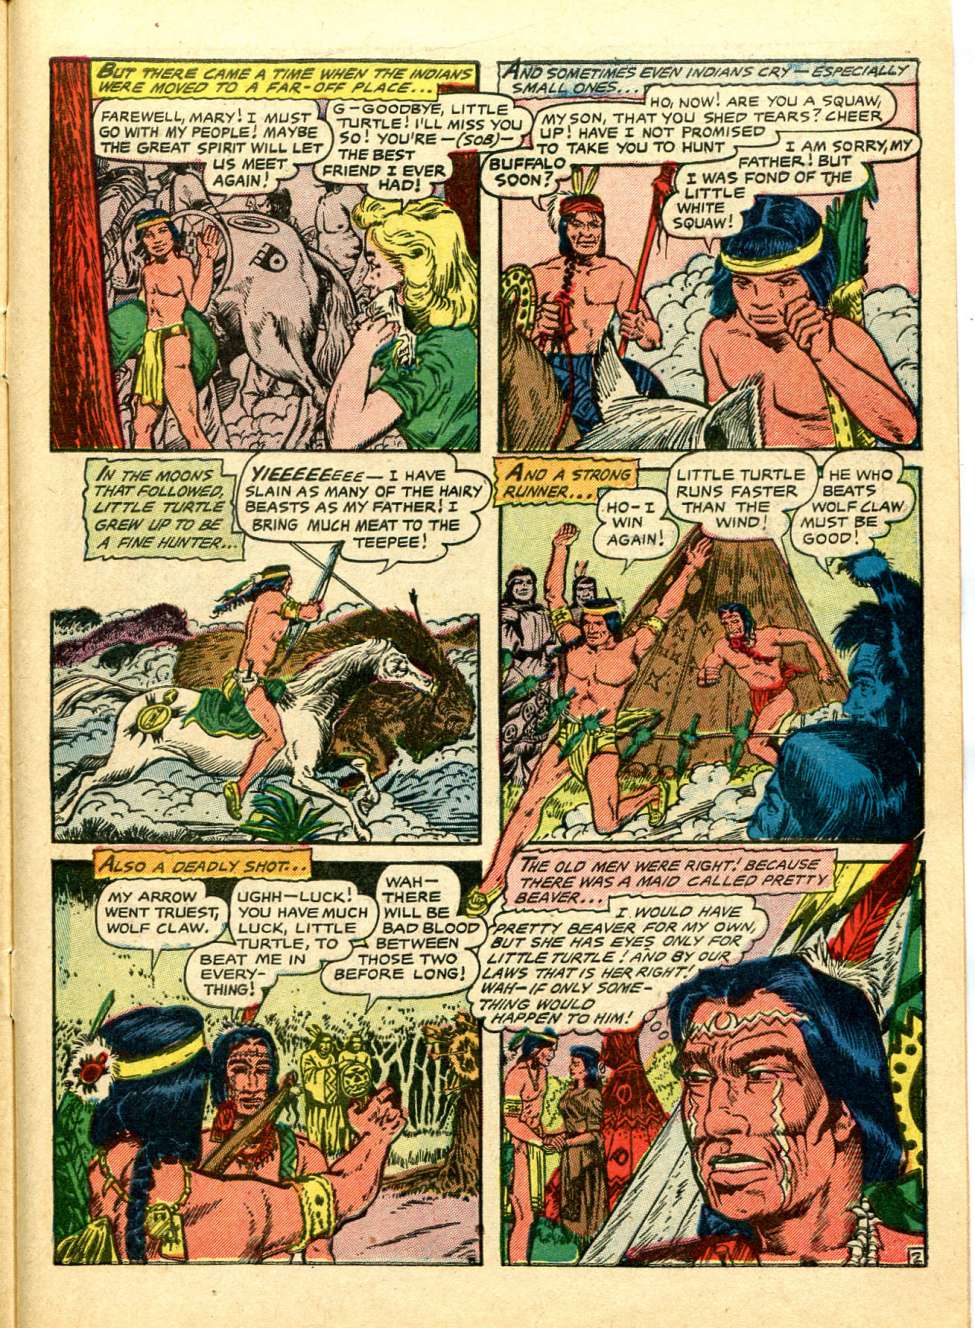 BUT THERE CAME A TIME WHEN THE INDIANS
WERE MOVED TO A FAR-OFF PLACE...
FAREWELL, MARY! I MUST
GO WITH MY PEOPLE! MAYBE
THE GREAT SPIRIT WILL LET
US MEET
AGAIN!
G-GOODBYE, LITTLE
TURTLE! I'LL MISS YOU
SO! YOU'RE-(SOB)-
THE BEST
FRIEND I EVER
HAD!
AND SOMETIMES EVEN INDIANS CRY-ESPECIALLY
SMALL ONES...
HO, NOW! ARE YOU A SQUAW,
MY SON, THAT YOU SHED TEARS? CHEER
UP! HAVE I NOT PROMISED
TO TAKE YOU TO HUNT
BUFFALO
SOON?
I AM SORRY, MY
FATHER! BUT
I WAS FOND OF THE
LITTLE
WHITE
SQUAW!
IN THE MOONS
THAT FOLLOWED,
LITTLE TURTLE
GREW UP TO BE
A FINE HUNTER...
YIEEEEEEEEE-I HAVE
SLAIN AS MANY OF THE HAIRY
BEASTS AS MY FATHER! I
BRING MUCH MEAT TO THE
TEEPEE!
AND A STRONG
RUNNER...
HO-I
WIN
AGAIN!
LITTLE TURTLE
RUNS FASTER
THAN THE
WIND!
HE WHO
BEATS
WOLF CLAW
MUST BE
GOOD!
ALSO A DEADLY SHOT...
MY ARROW
WENT TRUEST,
WOLF CLAW.
UGHH-LUCK!
YOU HAVE MUCH
LUCK, LITTLE
TURTLE, TO
BEAT ME IN
EVERY-
THING!
WAH-
THERE
WILL BE
BAD BLOOD
BETWEEN
THOSE TWO
BEFORE LONG!
THE OLD MEN WERE RIGHT! BECAUSE
THERE WAS A MAID CALLED PRETTY
BEAVER...
I WOULD HAVE
PRETTY BEAVER FOR MY OWN,
BUT SHE HAS EYES ONLY FOR
LITTLE TURTLE! AND BY OUR
LAWS THAT IS HER RIGHT!
WAH-IF ONLY SOME-
THING WOULD
HAPPEN TO HIM!
2